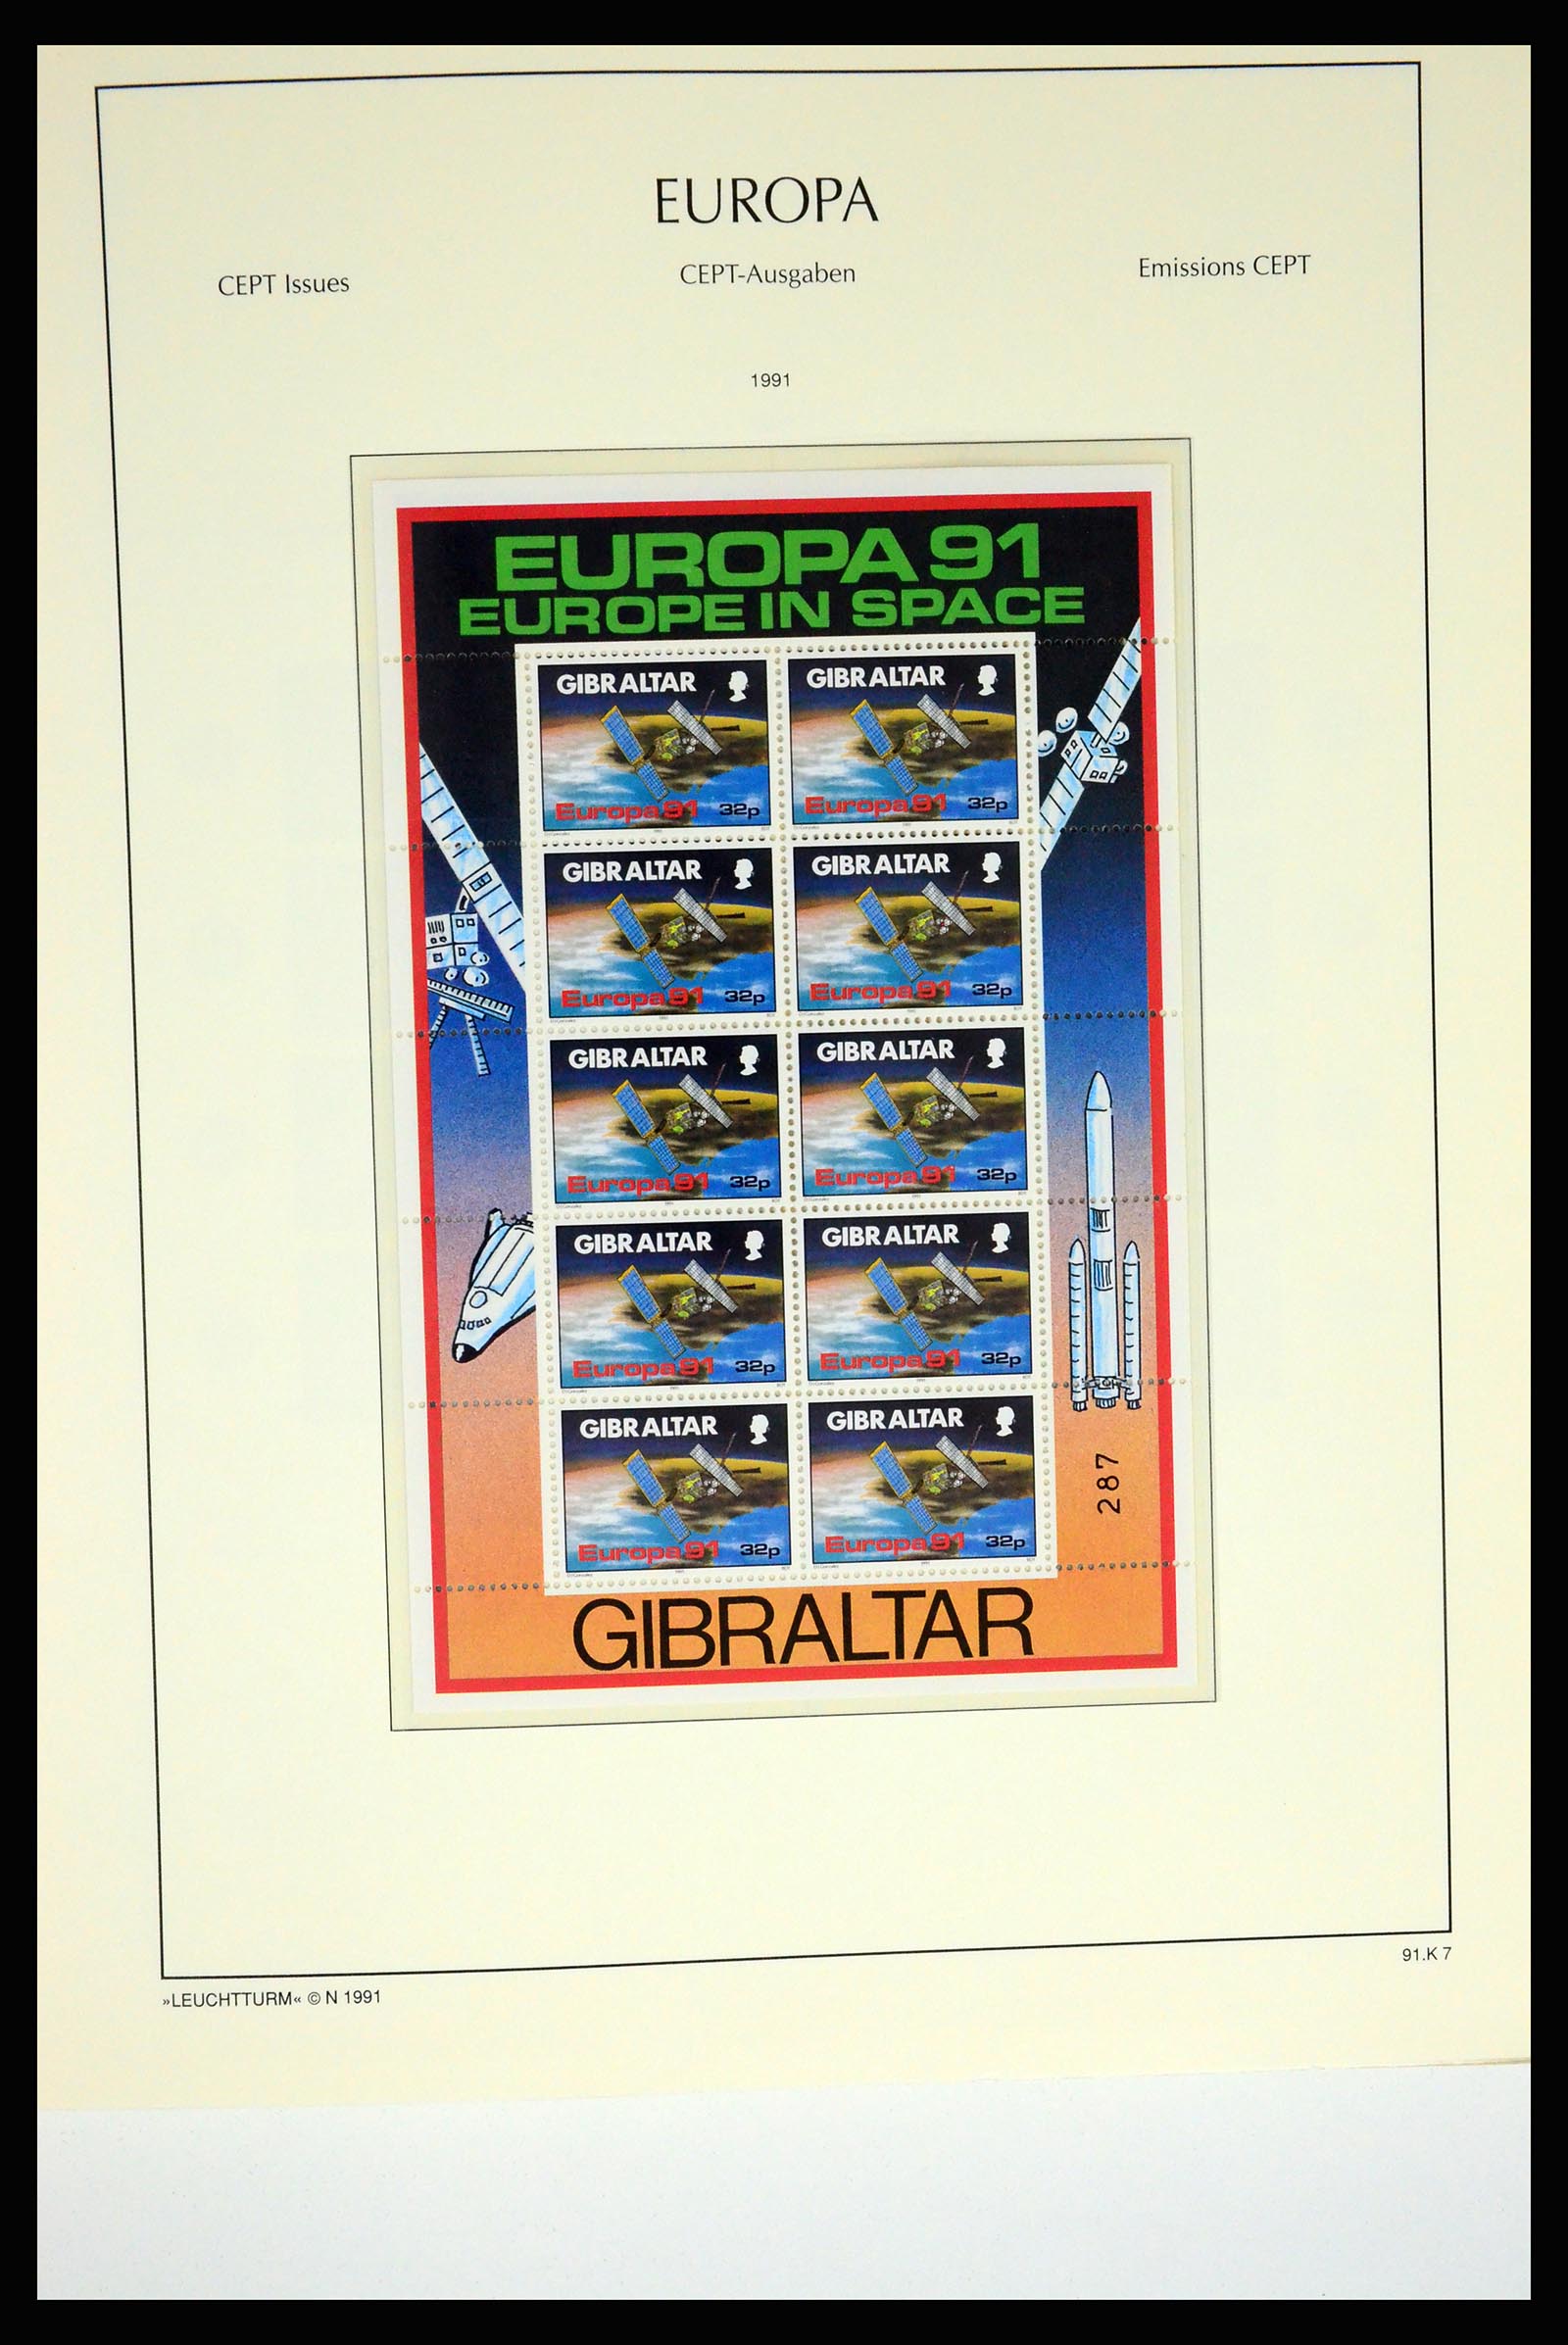 EUROPA
CEPT Issues
CEPT-Ausgaben
Emissions CEPT
1991
EUROPA 91
EUROPE IN SPACE
GIBRALTAR
Europa 91 32p
GIBRALTAR
Europa 91 32p
GIBRALTAR
Europa 91 32p
GIBRALTAR
Europa 91 32p
GIBRALTAR
Europa 91 32p
GIBRALTAR
Europa 91 32p
GIBRALTAR
Europa 91 32p
GIBRALTAR
Europa 91 32p
GIBRALTAR
Europa 91 32p
GIBRALTAR
Europa 91 32p
287
GIBRALTAR
91.K 7
»LEUCHTTURM« © N 1991